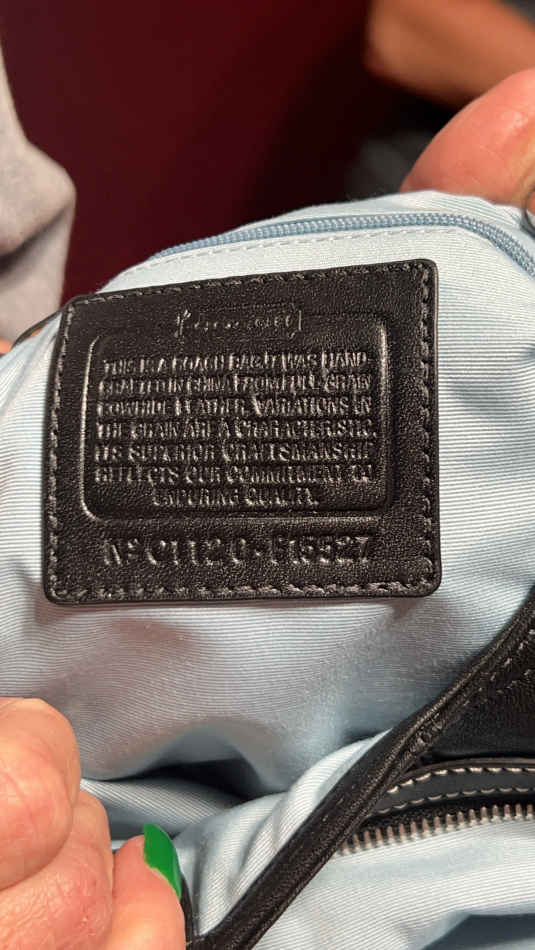 THIS IS A COACH BAG. IT WAS HAND-
CRAFTED IN CHINA FROM FULL GRAIN
COWHIDE LEATHER. VARIATIONS IN
THE GRAIN ARE A CHARACTERISTIC.
ITS SUPERIOR CRAFTSMANSHIP
REFLECTS OUR COMMITMENT TO
ENDURING QUALITY.
Nº 01120-F15527